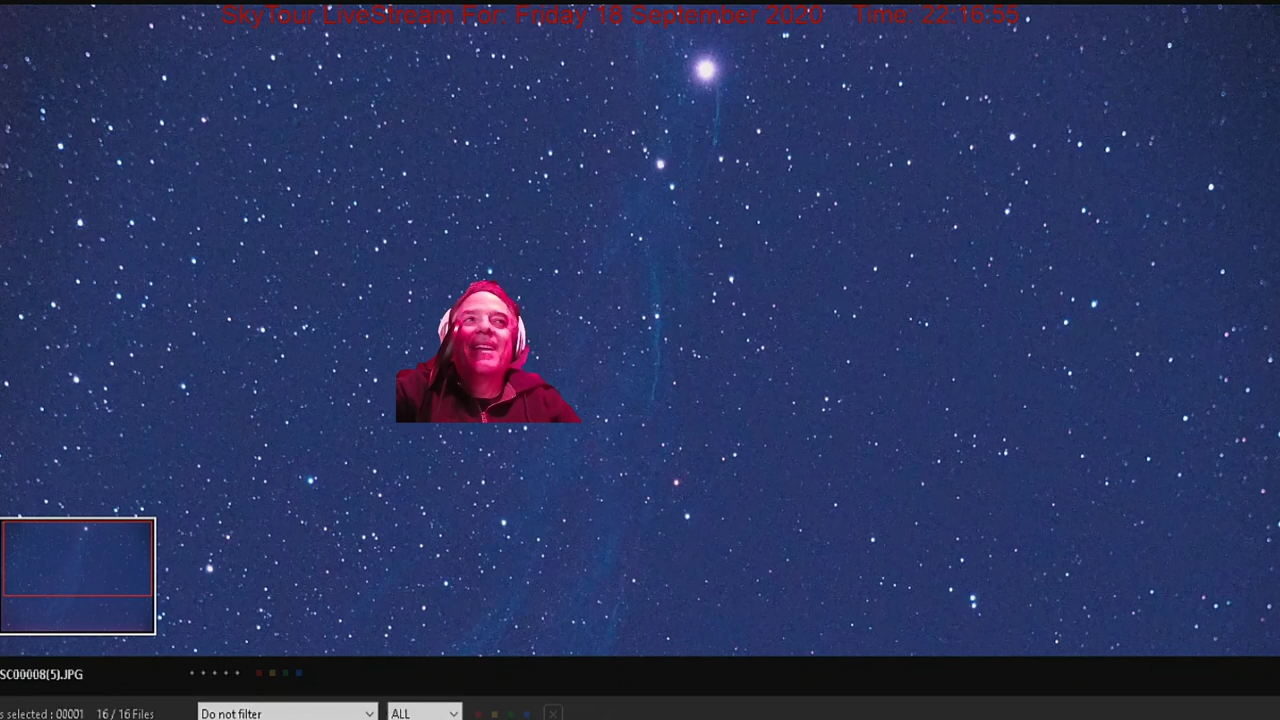 SkyTour LiveStream For: Friday 18 September 2020 Time: 22:16:55
SC00008(5).JPG
s selected : 00001 16 / 16 Files Do not filter ALL